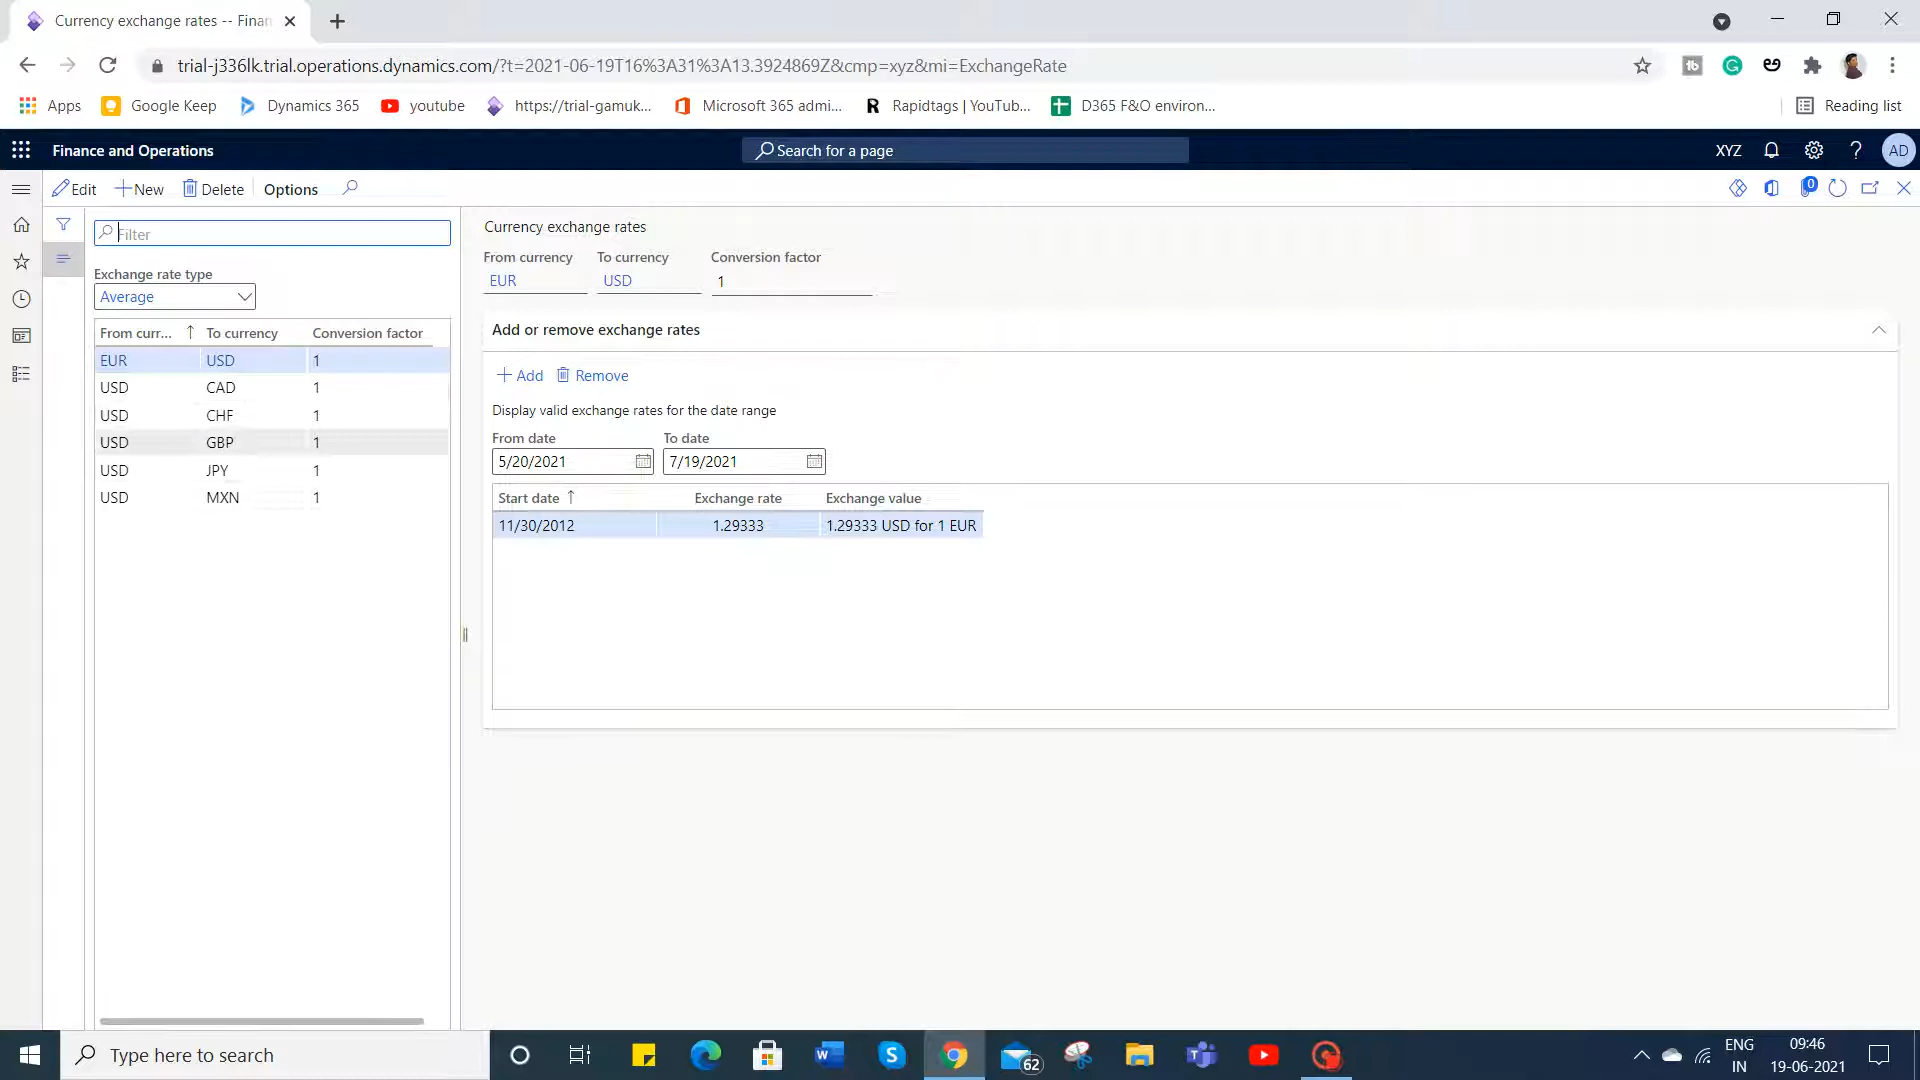 Currency exchange rates -- Finan
trial-j336lk.trial.operations.dynamics.com/?t=2021-06-19T16%3A31%3A13.3924869Z&cmp=xyz&mi=ExchangeRate
Apps Google Keep Dynamics 365 youtube https://trial-gamuk... Microsoft 365 admi... R Rapidtags | YouTub... D365 F&O environ... Reading list
Finance and Operations Search for a page XYZ ? AD
Edit New Delete Options 0
Filter
Exchange rate type
Average
From curr... To currency Conversion factor
EUR USD 1
USD CAD 1
USD CHF 1
USD GBP 1
USD JPY 1
USD MXN 1
Currency exchange rates
From currency To currency Conversion factor
EUR USD 1
Add or remove exchange rates
Add Remove
Display valid exchange rates for the date range
From date To date
5/20/2021 7/19/2021
Start date Exchange rate Exchange value
11/30/2012 1.29333 1.29333 USD for 1 EUR
Type here to search
62
ENG
IN
09:46
19-06-2021